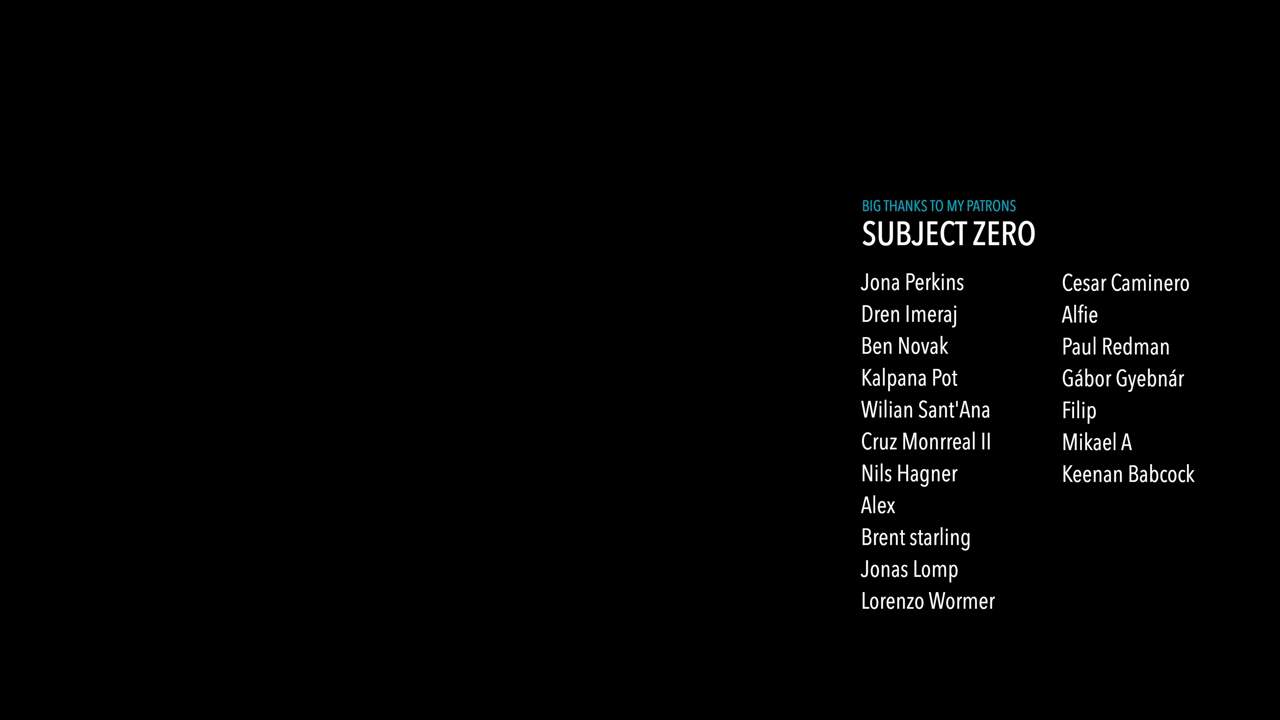 BIG THANKS TO MY PATRONS
SUBJECT ZERO
Jona Perkins
Dren Imeraj
Ben Novak
Kalpana Pot
Wilian Sant'Ana
Cruz Monrreal II
Nils Hagner
Alex
Brent starling
Jonas Lomp
Lorenzo Wormer
Cesar Caminero
Alfie
Paul Redman
Gábor Gyebnár
Filip
Mikael A
Keenan Babcock